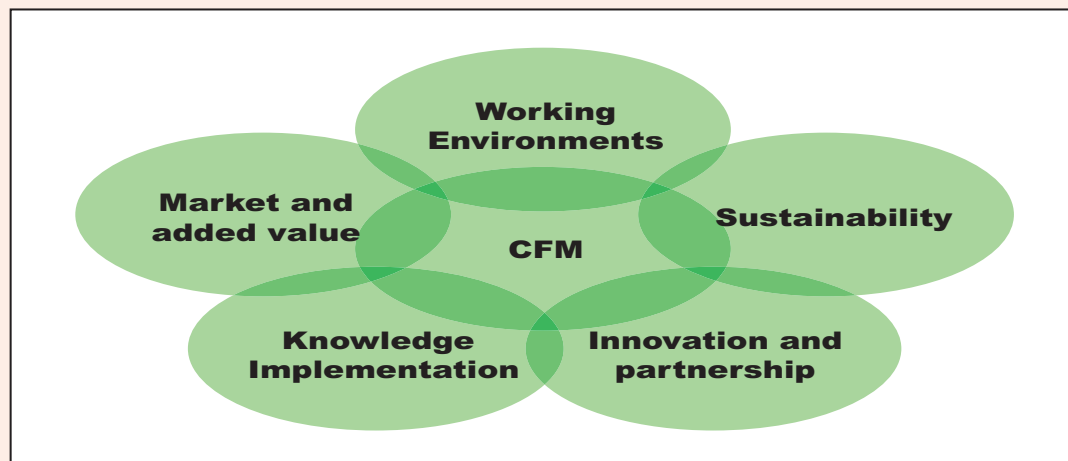 Working
Environments
Market and
added value
Sustainability
CFM
Knowledge
Implementation
Innovation and
partnership